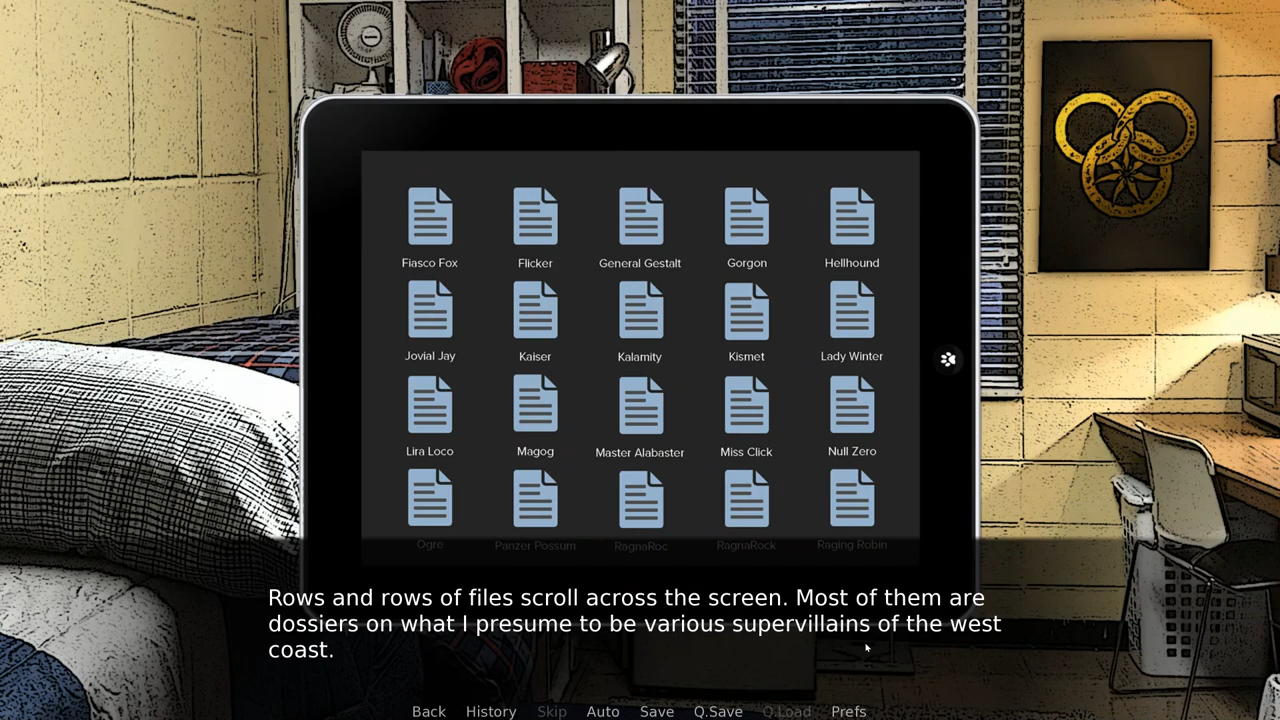 Fiasco Fox Flicker General Gestalt Gorgon Hellhound
Jovial Jay Kaiser Kalamity Kismet Lady Winter
Lira Loco Magog Master Alabaster Miss Click Null Zero
Ogre Panzer Possum RagnaRoc RagnaRock Raging Robin
Rows and rows of files scroll across the screen. Most of them are
dossiers on what I presume to be various supervillains of the west
coast.
Back History Skip Auto Save Q.Save Q.Load Prefs